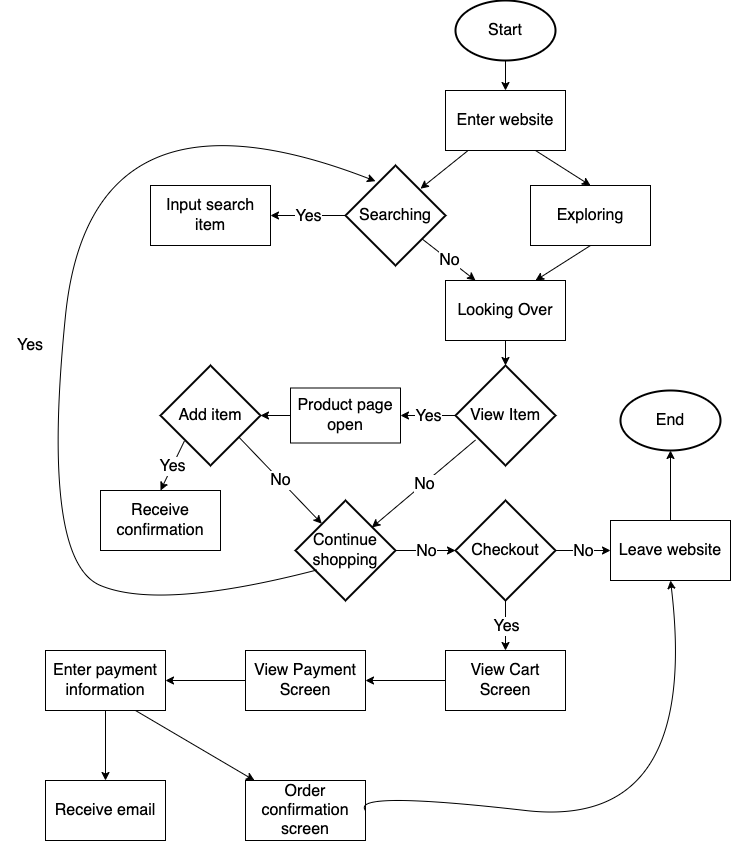 Start
Enter website
Input search
item
Yes
Searching
Exploring
No
Looking Over
Yes
Add item
Product page
open
Yes
View Item
End
Yes
No
No
Receive
confirmation
Continue
shopping
No
Checkout
No
Leave website
Yes
Enter payment
information
View Payment
Screen
View Cart
Screen
Receive email
Order
confirmation
screen